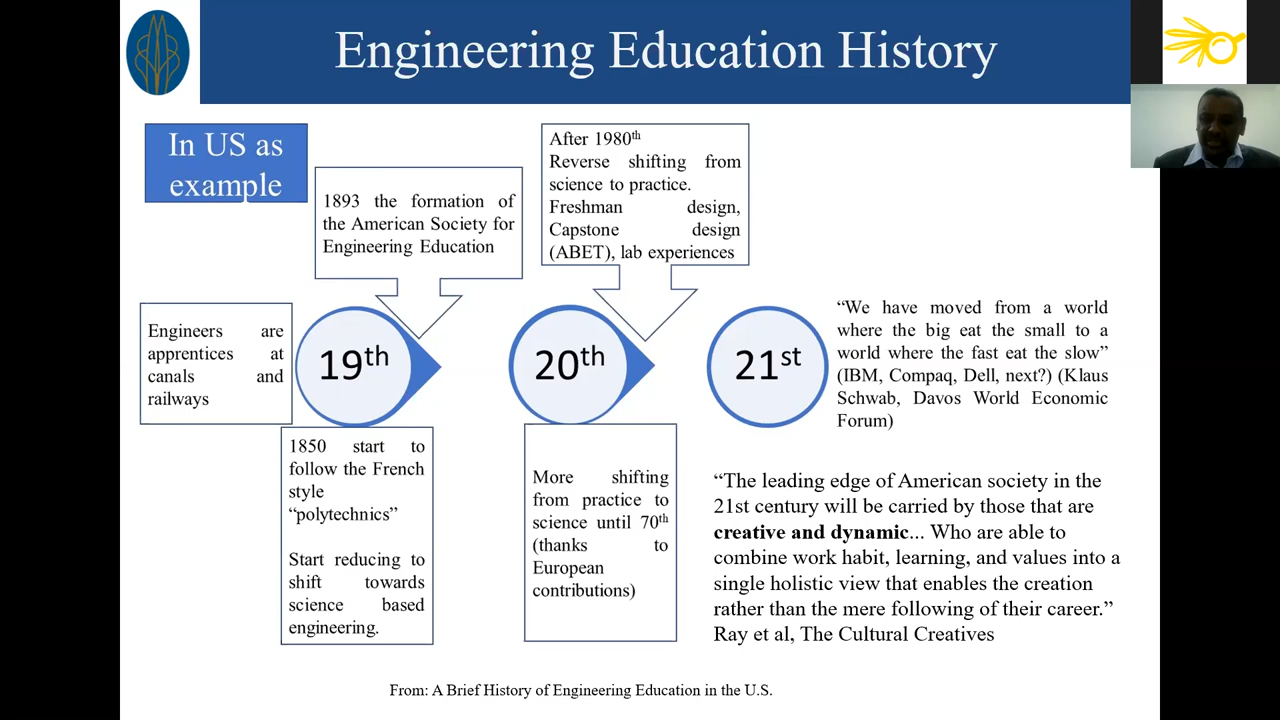 Engineering Education History
In US as
example
1893 the formation of
the American Society for
Engineering Education
After 1980th
Reverse shifting from
science to practice.
Freshman design,
Capstone design
(ABET), lab experiences
Engineers are
apprentices at
canals and
railways
19th
20th
21st
“We have moved from a world
where the big eat the small to a
world where the fast eat the slow”
(IBM, Compaq, Dell, next?) (Klaus
Schwab, Davos World Economic
Forum)
1850 start to
follow the French
style
“polytechnics”
Start reducing to
shift towards
science based
engineering.
More shifting
from practice to
science until 70th
(thanks to
European
contributions)
“The leading edge of American society in the
21st century will be carried by those that are
creative and dynamic... Who are able to
combine work habit, learning, and values into a
single holistic view that enables the creation
rather than the mere following of their career.”
Ray et al, The Cultural Creatives
From: A Brief History of Engineering Education in the U.S.